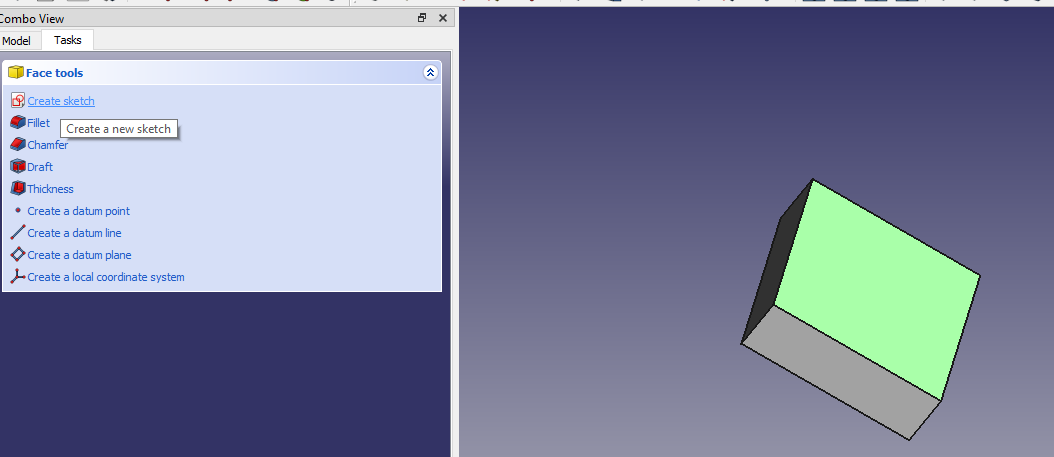 Combo View
Model
Tasks
Face tools
Create sketch
Fillet
Create a new sketch
Chamfer
Draft
Thickness
Create a datum point
Create a datum line
Create a datum plane
Create a local coordinate system